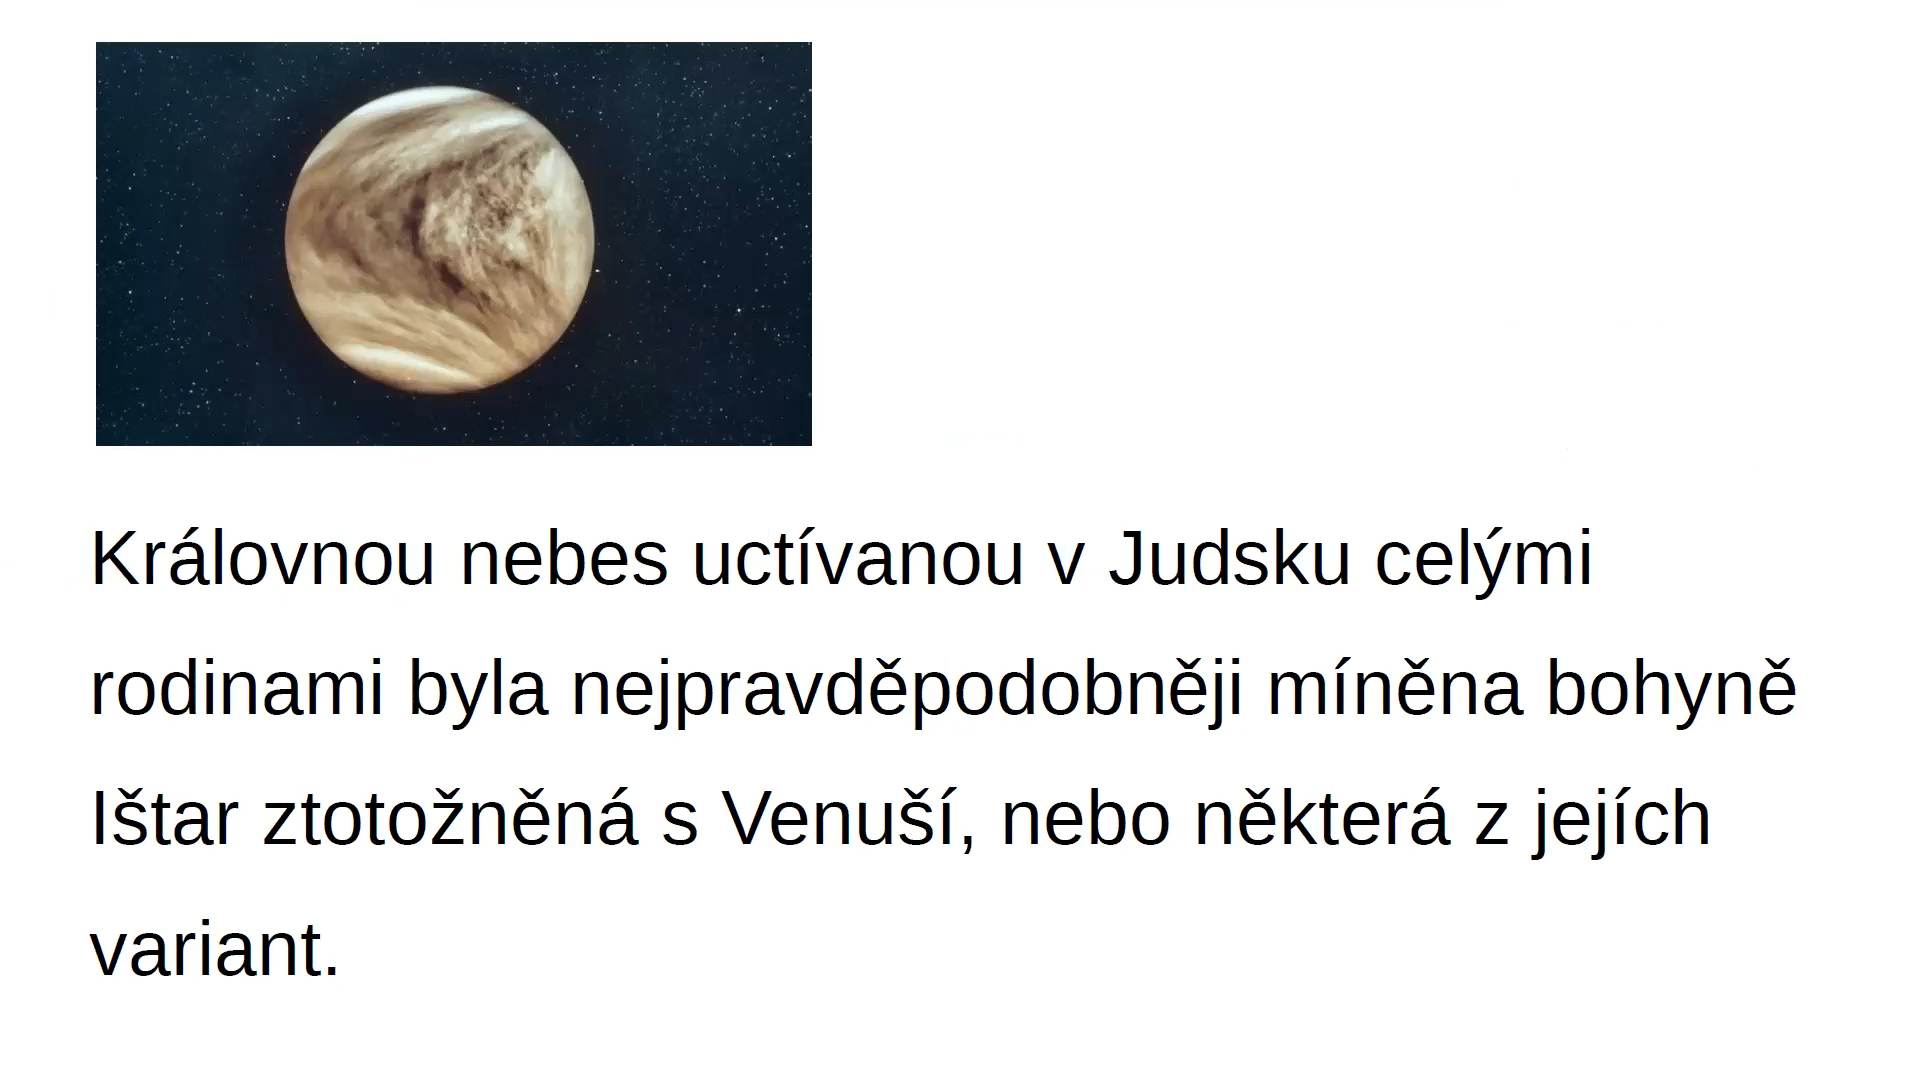 Královnou nebes uctívanou v Judsku celými
rodinami byla nejpravděpodobněji míněna bohyně
Ištar ztotožněná s Venuší, nebo některá z jejích
variant.